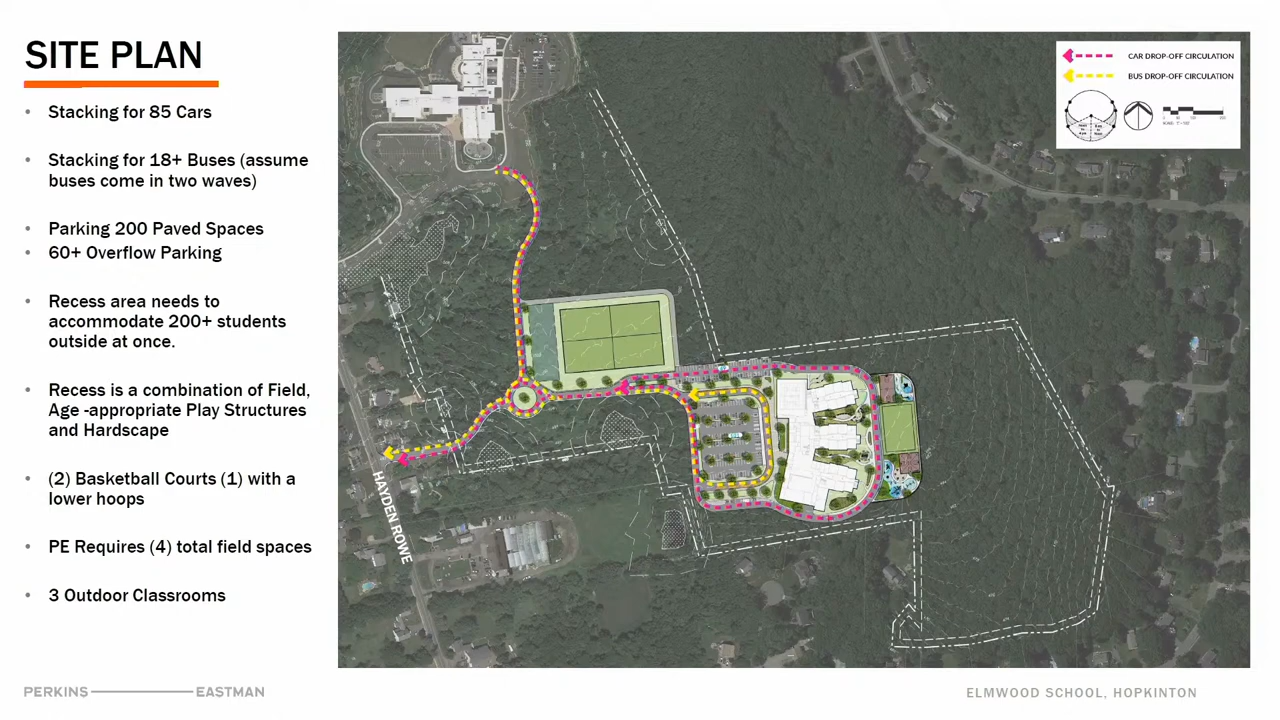 SITE PLAN
Stacking for 85 Cars
Stacking for 18+ Buses (assume
buses come in two waves)
Parking 200 Paved Spaces
60+ Overflow Parking
Recess area needs to
accommodate 200+ students
outside at once.
Recess is a combination of Field,
Age -appropriate Play Structures
and Hardscape
(2) Basketball Courts (1) with a
lower hoops
PE Requires (4) total field spaces
3 Outdoor Classrooms
CAR DROP-OFF CIRCULATION
BUS DROP-OFF CIRCULATION
HAYDEN ROWE
PERKINS EASTMAN
ELMWOOD SCHOOL, HOPKINTON